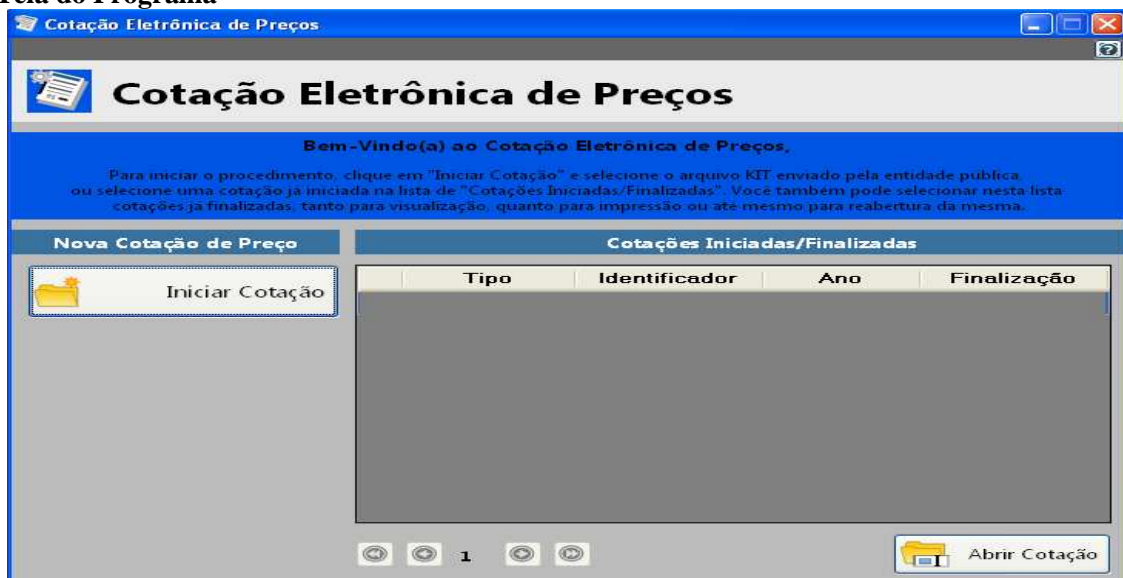 Tela do Programa
Cotação Eletrônica de Preços
Cotação Eletrônica de Preços
Bem-Vindo(a) ao Cotação Eletrônica de Preços,
Para iniciar o procedimento, clique em "Iniciar Cotação" e selecione o arquivo KIT enviado pela entidade pública
ou selecione uma cotação já iniciada na lista de "Cotações Iniciadas/Finalizadas". Você também pode selecionar nesta lista
cotações já finalizadas, tanto para visualização, quanto para impressão ou até mesmo para reabertura da mesma.
Nova Cotação de Preço
Cotações Iniciadas/Finalizadas
Iniciar Cotação
Tipo Identificador Ano Finalização
1
Abrir Cotação